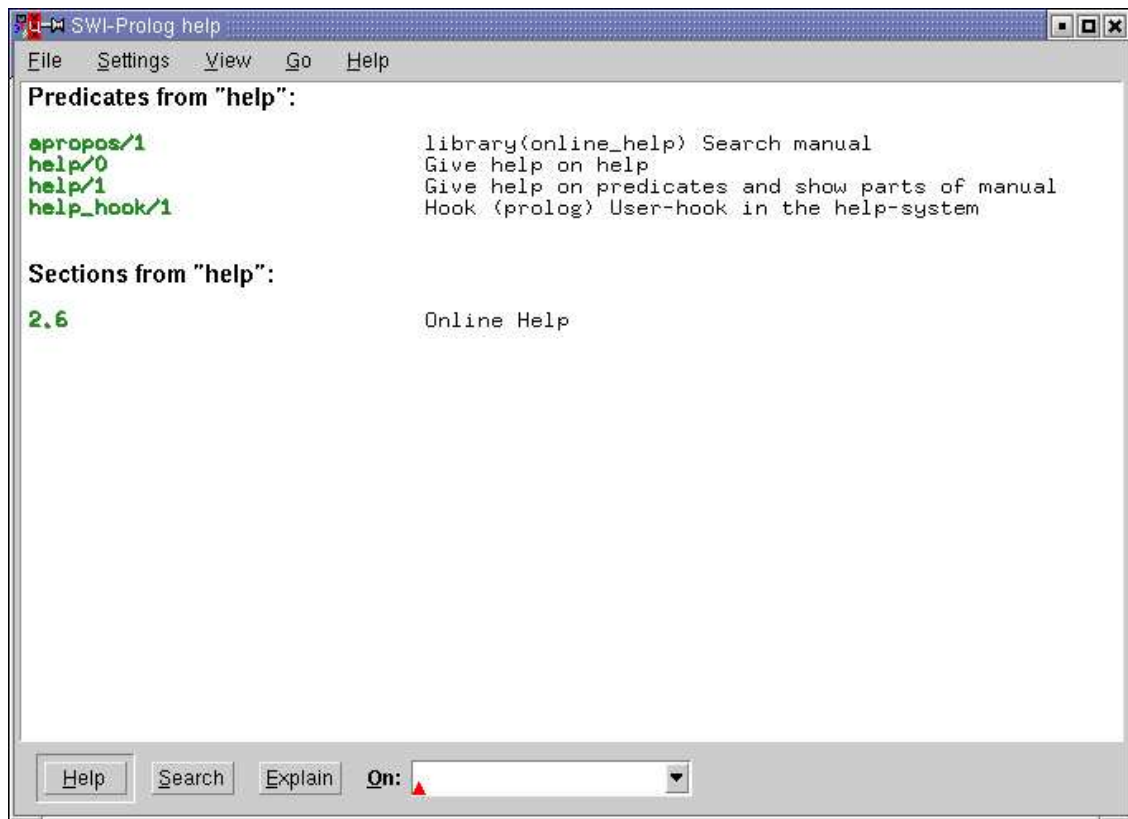 SWI-Prolog help
File Settings View Go Help
Predicates from "help":
apropos/1 library(online_help) Search manual
help/0 Give help on help
help/1 Give help on predicates and show parts of manual
help_hook/1 Hook (prolog) User-hook in the help-system
Sections from "help":
2.6 Online Help
Help Search Explain On: